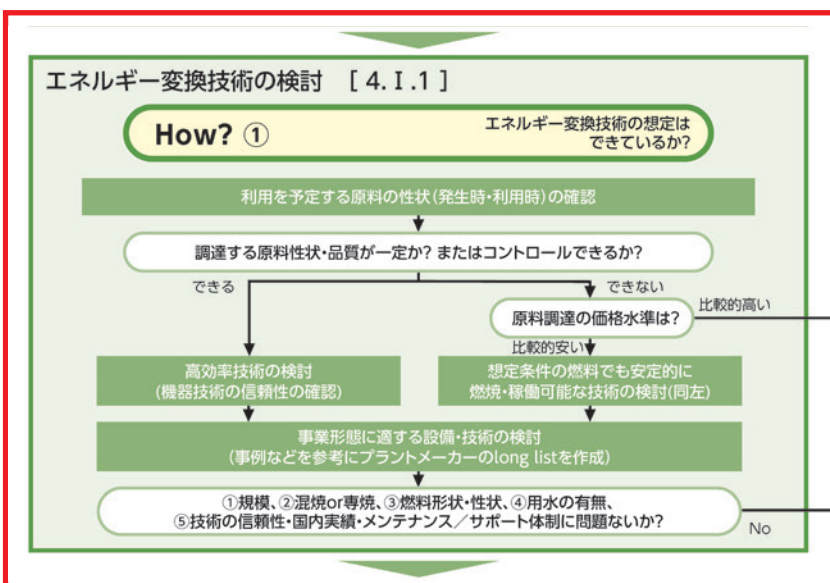 エネルギー変換技術の検討 [ 4.Ⅰ.1 ]
How? ①
エネルギー変換技術の想定は
できているか?
利用を予定する原料の性状(発生時・利用時)の確認
調達する原料性状・品質が一定か? またはコントロールできるか?
できる
できない
原料調達の価格水準は?
比較的高い
比較的安い
高効率技術の検討
(機器技術の信頼性の確認)
想定条件の燃料でも安定的に
燃焼・稼働可能な技術の検討(同左)
事業形態に適する設備・技術の検討
(事例などを参考にプラントメーカーのlong listを作成)
①規模、②混焼or専焼、③燃料形状・性状、④用水の有無、
⑤技術の信頼性・国内実績・メンテナンス／サポート体制に問題ないか?
No